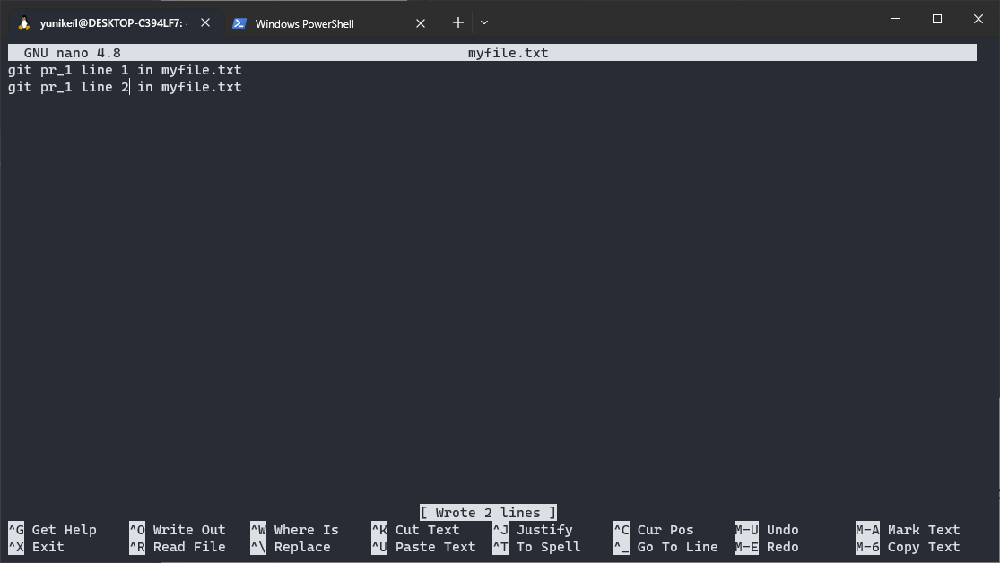 yunikeil@DESKTOP-C394LF7: ·
Windows PowerShell
GNU nano 4.8 myfile.txt
git pr_1 line 1 in myfile.txt
git pr_1 line 2 in myfile.txt
[ Wrote 2 lines ]
^G Get Help ^O Write Out ^W Where Is ^K Cut Text ^J Justify ^C Cur Pos M-U Undo M-A Mark Text
^X Exit ^R Read File ^\ Replace ^U Paste Text ^T To Spell ^_ Go To Line M-E Redo M-6 Copy Text